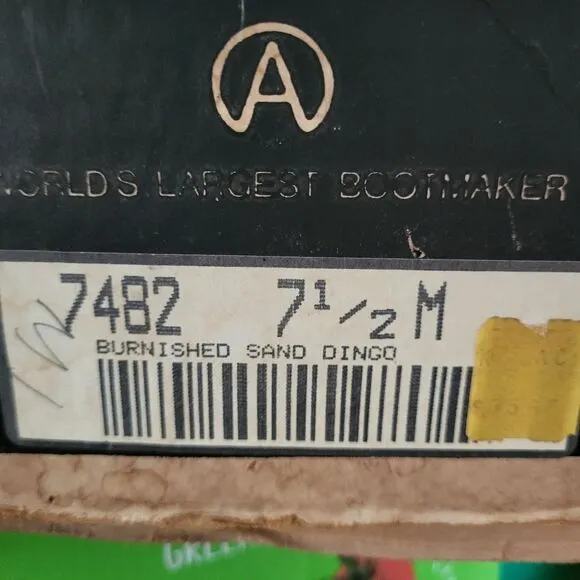 A
WORLD'S LARGEST BOOTMAKER
7482 7 1/2 M
BURNISHED SAND DINGO